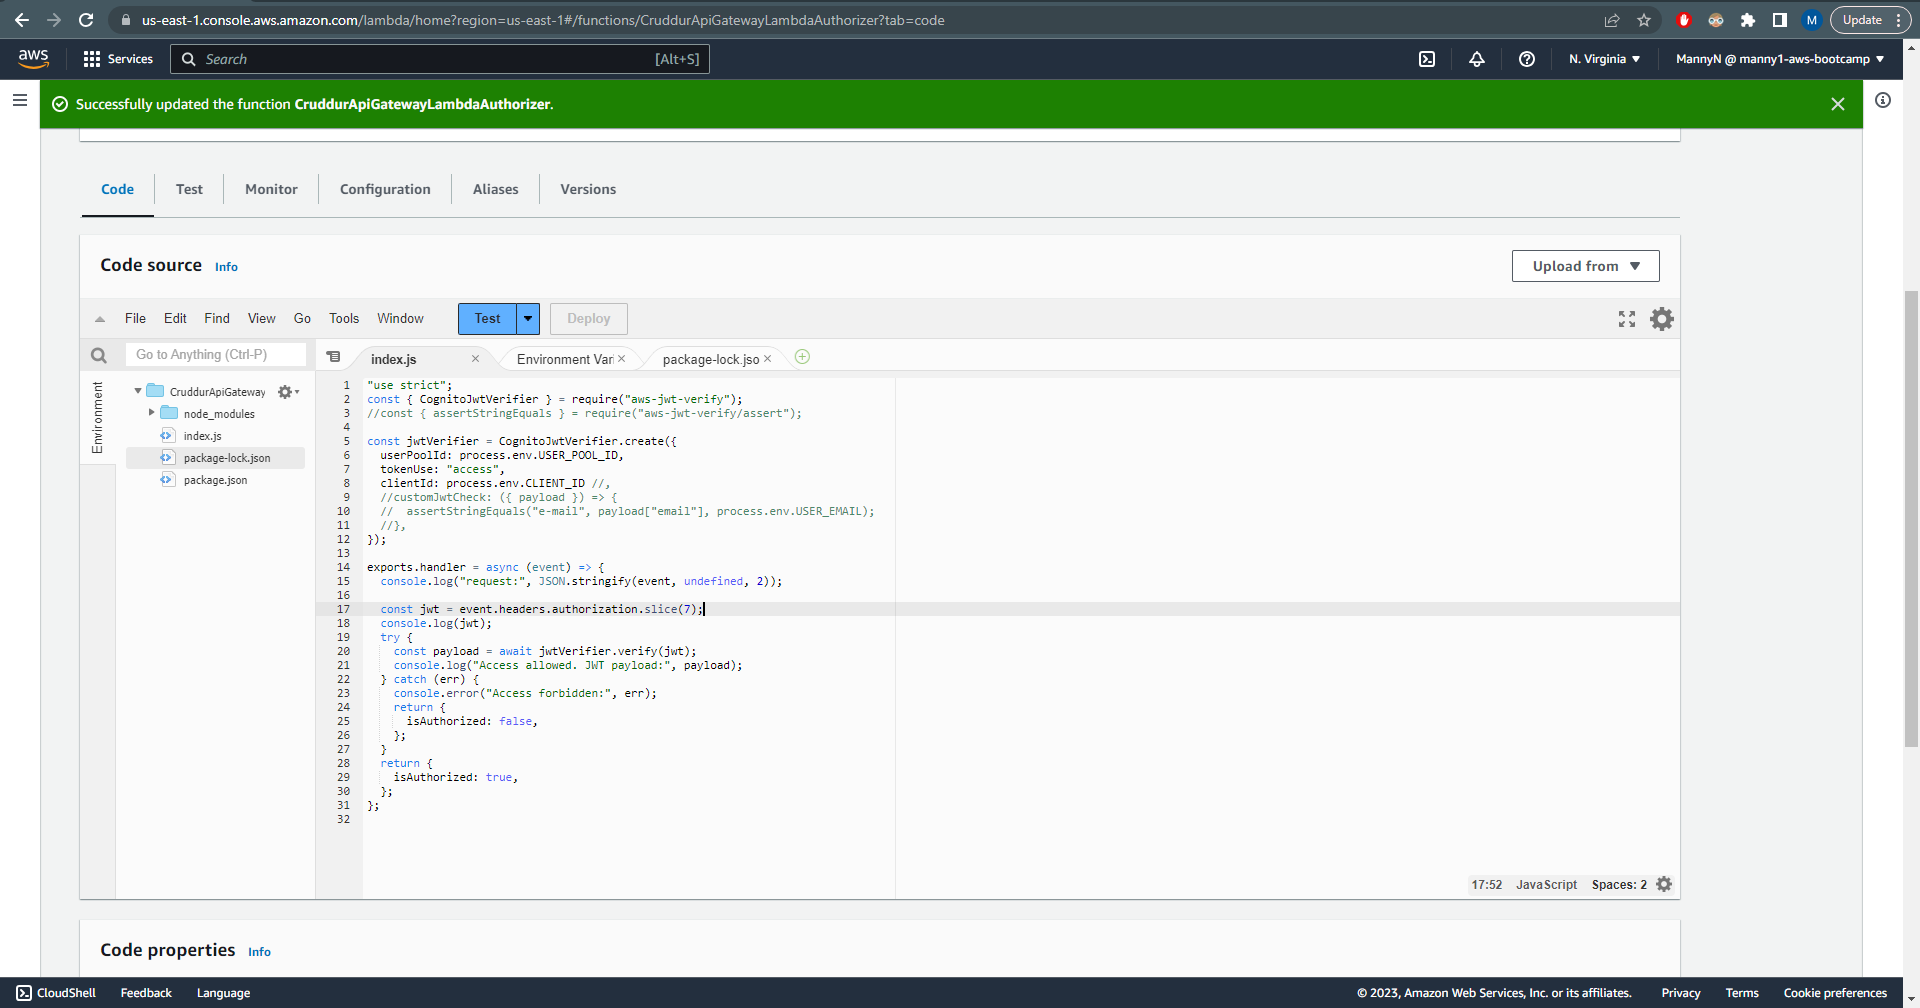 us-east-1.console.aws.amazon.com/lambda/home?region=us-east-1#/functions/CruddurApiGatewayLambdaAuthorizer?tab=code
M
Update
aws
Services
Search
[Alt+S]
N. Virginia
MannyN @ manny1-aws-bootcamp
Successfully updated the function CruddurApiGatewayLambdaAuthorizer.
Code
Test
Monitor
Configuration
Aliases
Versions
Code source
Info
Upload from
File
Edit
Find
View
Go
Tools
Window
Test
Deploy
Go to Anything (Ctrl-P)
index.js
Environment Vari
package-lock.jso
Environment
CruddurApiGateway
node_modules
index.js
package-lock.json
package.json
1 "use strict";
2 const { CognitoJwtVerifier } = require("aws-jwt-verify");
3 //const { assertStringEquals } = require("aws-jwt-verify/assert");
4
5 const jwtVerifier = CognitoJwtVerifier.create({
6 userPoolId: process.env.USER_POOL_ID,
7 tokenUse: "access",
8 clientId: process.env.CLIENT_ID //,
9 //customJwtCheck: ({ payload }) => {
10 // assertStringEquals("e-mail", payload["email"], process.env.USER_EMAIL);
11 //},
12 });
13
14 exports.handler = async (event) => {
15 console.log("request:", JSON.stringify(event, undefined, 2));
16
17 const jwt = event.headers.authorization.slice(7);
18 console.log(jwt);
19 try {
20 const payload = await jwtVerifier.verify(jwt);
21 console.log("Access allowed. JWT payload:", payload);
22 } catch (err) {
23 console.error("Access forbidden:", err);
24 return {
25 isAuthorized: false,
26 };
27 }
28 return {
29 isAuthorized: true,
30 };
31 };
32
17:52
JavaScript
Spaces: 2
Code properties
Info
CloudShell
Feedback
Language
© 2023, Amazon Web Services, Inc. or its affiliates.
Privacy
Terms
Cookie preferences